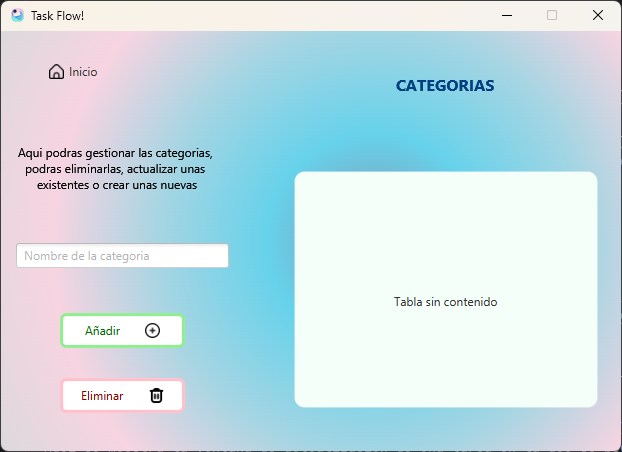 Task Flow!
Inicio
CATEGORIAS
Aqui podras gestionar las categorias,
podras eliminarlas, actualizar unas
existentes o crear unas nuevas
Nombre de la categoria
Tabla sin contenido
Añadir
Eliminar